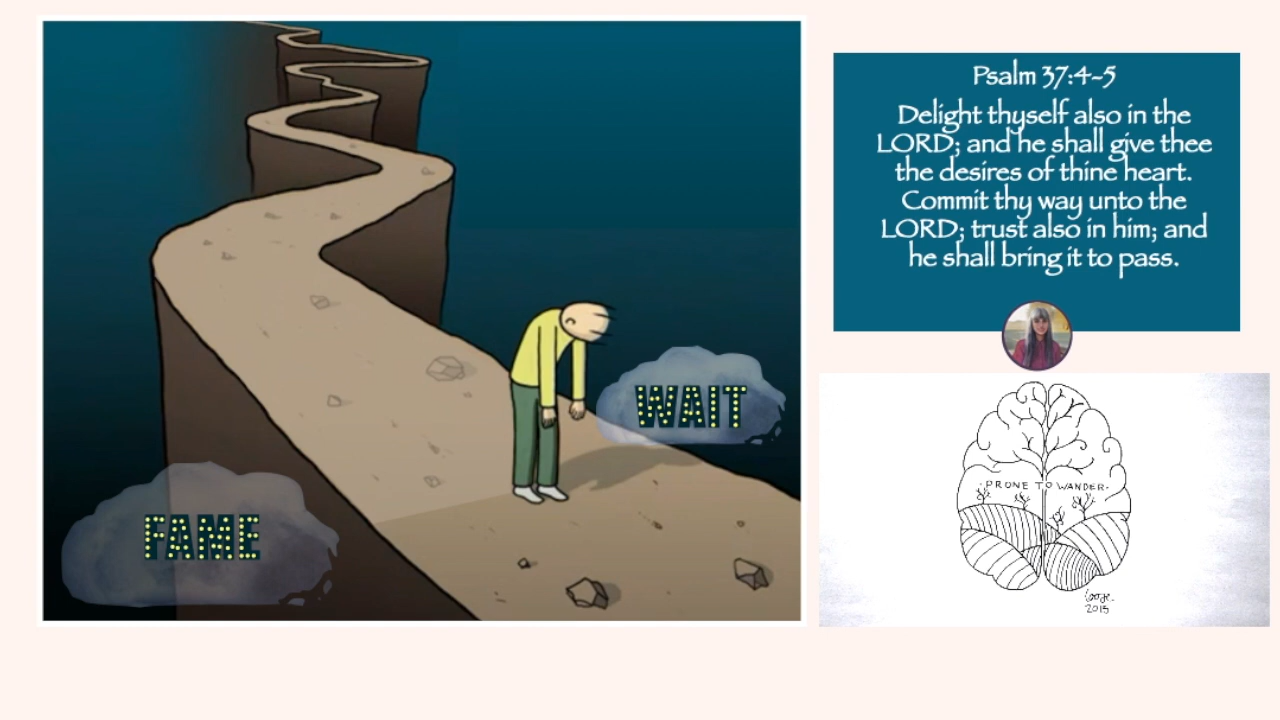 FAME
WAIT
Psalm 37:4-5
Delight thyself also in the
LORD; and he shall give thee
the desires of thine heart.
Commit thy way unto the
LORD; trust also in him; and
he shall bring it to pass.
·PRONE TO WANDER·
2015